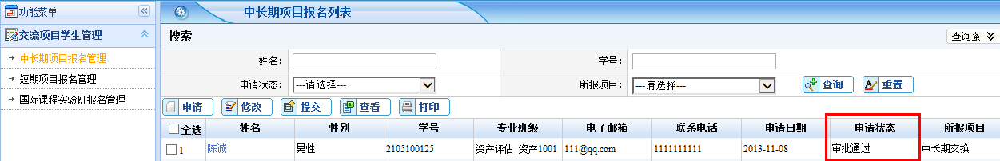 功能菜单
交流项目学生管理
中长期项目报名管理
短期项目报名管理
国际课程实验班报名管理
中长期项目报名列表
搜索
查询条
姓名:
学号:
申请状态: ---请选择---
所报项目: ---请选择---
查询 重置
申请 修改 提交 查看 打印
全选 姓名 性别 学号 专业班级 电子邮箱 联系电话 申请日期 申请状态 所报项目
1 陈诚 男性 2105100125 资产评估 资产1001 111@qq.com 1111111111 2013-11-08 审批通过 中长期交换